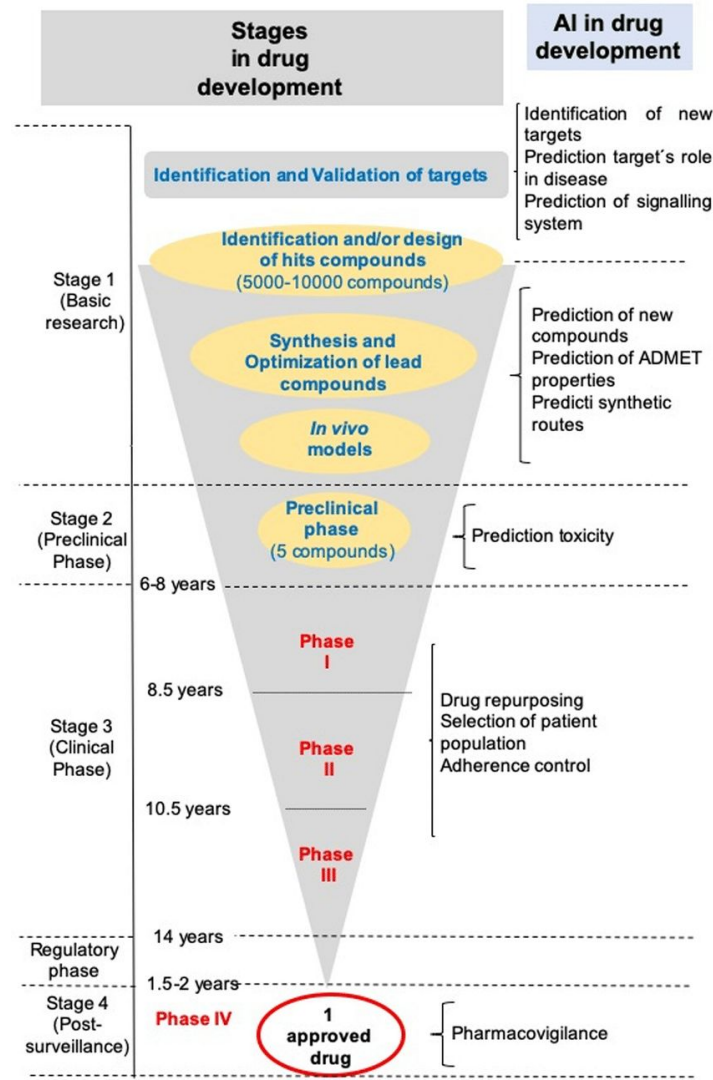 Stages
in drug
development
AI in drug
development
Identification of new
targets
Prediction target´s role
in disease
Prediction of signalling
system
Identification and Validation of targets
Identification and/or design
of hits compounds
(5000-10000 compounds)
Stage 1
(Basic
research)
Synthesis and
Optimization of lead
compounds
In vivo
models
Prediction of new
compounds
Prediction of ADMET
properties
Predicti synthetic
routes
Stage 2
(Preclinical
Phase)
Preclinical
phase
(5 compounds)
Prediction toxicity
6-8 years
Phase
I
8.5 years
Stage 3
(Clinical
Phase)
Phase
II
Drug repurposing
Selection of patient
population
Adherence control
10.5 years
Phase
III
14 years
Regulatory
phase
1.5-2 years
Stage 4
(Post-
surveillance)
Phase IV
1
approved
drug
Pharmacovigilance